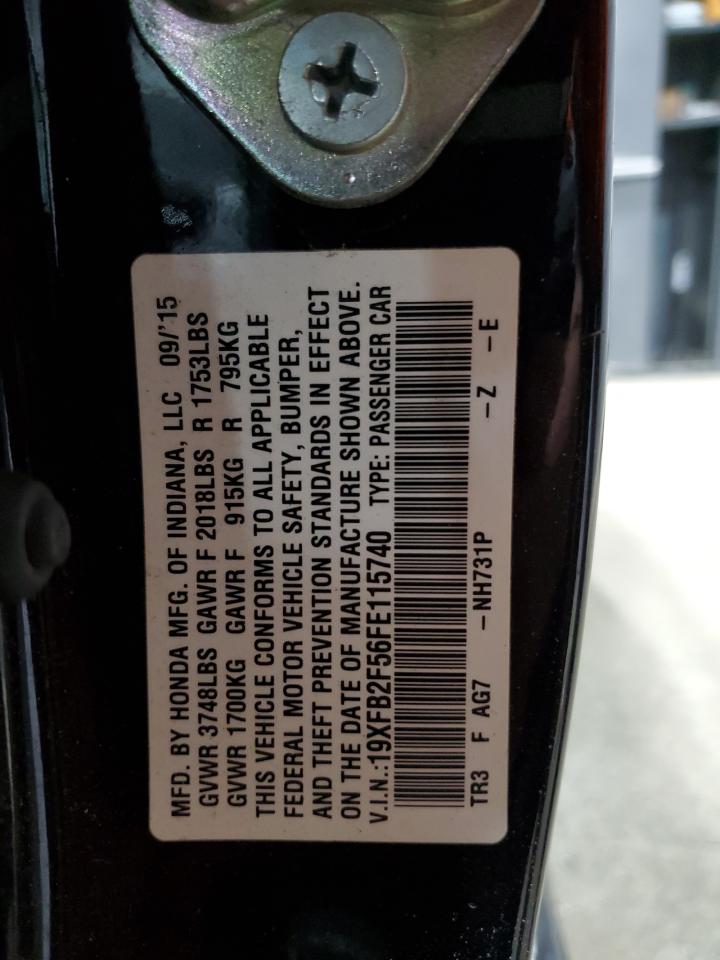 MFD. BY HONDA MFG. OF INDIANA, LLC 09/'15
GVWR 3748LBS GAWR F 2018LBS R 1753LBS
GVWR 1700KG GAWR F 915KG R 795KG
THIS VEHICLE CONFORMS TO ALL APPLICABLE
FEDERAL MOTOR VEHICLE SAFETY, BUMPER,
AND THEFT PREVENTION STANDARDS IN EFFECT
ON THE DATE OF MANUFACTURE SHOWN ABOVE.
V.I.N.:19XFB2F56FE115740 TYPE: PASSENGER CAR
TR3 F AG7 –NH731P –Z –E